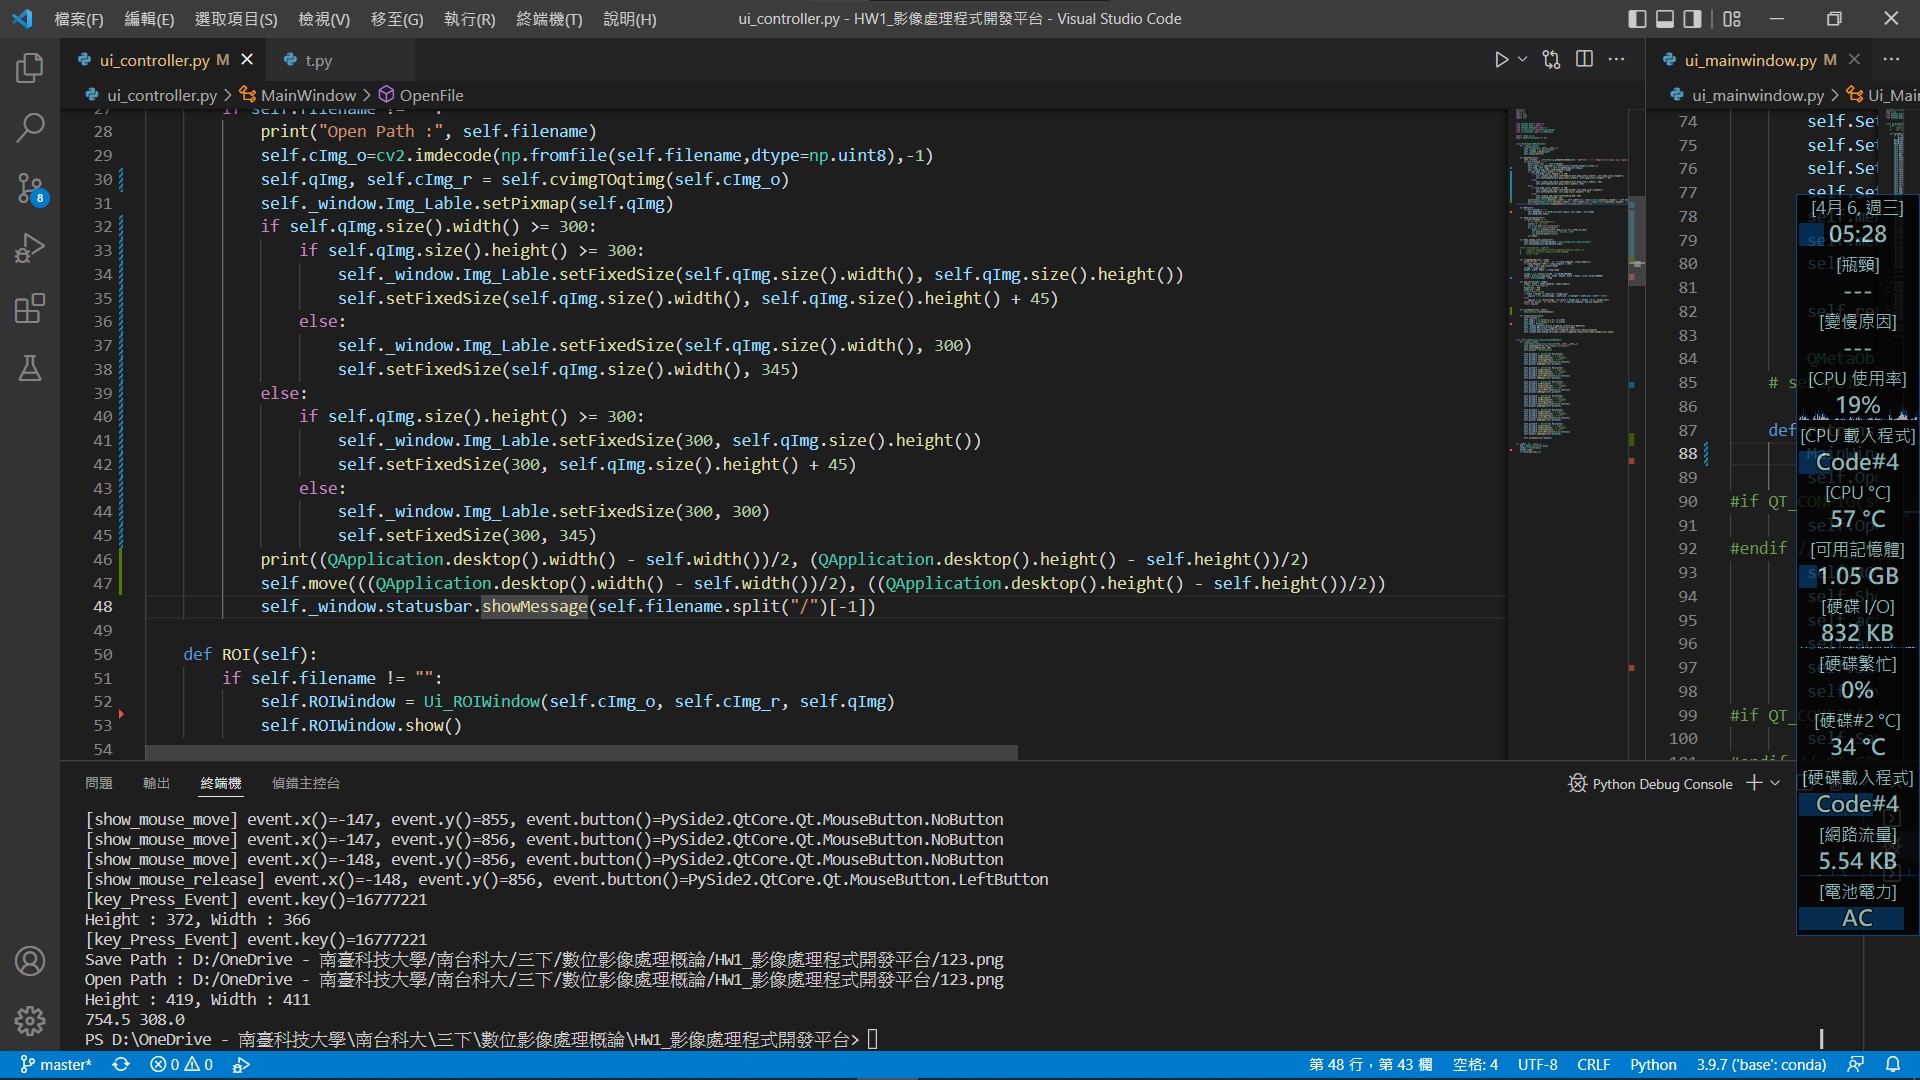 檔案(F) 編輯(E) 選取項目(S) 檢視(V) 移至(G) 執行(R) 終端機(T) 說明(H) ui_controller.py - HW1_影像處理程式開發平台 - Visual Studio Code
ui_controller.py M t.py
ui_controller.py > MainWindow > OpenFile
28 print("Open Path :", self.filename)
29 self.cImg_o=cv2.imdecode(np.fromfile(self.filename,dtype=np.uint8),-1)
30 self.qImg, self.cImg_r = self.cvimgTOqtimg(self.cImg_o)
31 self._window.Img_Lable.setPixmap(self.qImg)
32 if self.qImg.size().width() >= 300:
33 if self.qImg.size().height() >= 300:
34 self._window.Img_Lable.setFixedSize(self.qImg.size().width(), self.qImg.size().height())
35 self.setFixedSize(self.qImg.size().width(), self.qImg.size().height() + 45)
36 else:
37 self._window.Img_Lable.setFixedSize(self.qImg.size().width(), 300)
38 self.setFixedSize(self.qImg.size().width(), 345)
39 else:
40 if self.qImg.size().height() >= 300:
41 self._window.Img_Lable.setFixedSize(300, self.qImg.size().height())
42 self.setFixedSize(300, self.qImg.size().height() + 45)
43 else:
44 self._window.Img_Lable.setFixedSize(300, 300)
45 self.setFixedSize(300, 345)
46 print((QApplication.desktop().width() - self.width())/2, (QApplication.desktop().height() - self.height())/2)
47 self.move(((QApplication.desktop().width() - self.width())/2), ((QApplication.desktop().height() - self.height())/2))
48 self._window.statusbar.showMessage(self.filename.split("/")[-1])
49
50 def ROI(self):
51 if self.filename != "":
52 self.ROIWindow = Ui_ROIWindow(self.cImg_o, self.cImg_r, self.qImg)
53 self.ROIWindow.show()
54
ui_mainwindow.py M
ui_mainwindow.py > Ui_Mai
74 self.Se
75 self.Se
76 self.Se
77 self.Se
78
79
80
81
82
83
84 QMetaOb
85 # se
86
87 def
88
89
90 #if QT_
91
92 #endif
93
94
95
96
97
98
99 #if QT_
100
[4月 6, 週三]
05:28
[瓶頸]
---
[變慢原因]
---
[CPU 使用率]
19%
[CPU 載入程式]
Code#4
[CPU °C]
57 °C
[可用記憶體]
1.05 GB
[硬碟 I/O]
832 KB
[硬碟繁忙]
0%
[硬碟#2 °C]
34 °C
[硬碟載入程式]
Code#4
[網路流量]
5.54 KB
[電池電力]
AC
問題 輸出 終端機 偵錯主控台 Python Debug Console
[show_mouse_move] event.x()=-147, event.y()=855, event.button()=PySide2.QtCore.Qt.MouseButton.NoButton
[show_mouse_move] event.x()=-147, event.y()=856, event.button()=PySide2.QtCore.Qt.MouseButton.NoButton
[show_mouse_move] event.x()=-148, event.y()=856, event.button()=PySide2.QtCore.Qt.MouseButton.NoButton
[show_mouse_release] event.x()=-148, event.y()=856, event.button()=PySide2.QtCore.Qt.MouseButton.LeftButton
[key_Press_Event] event.key()=16777221
Height : 372, Width : 366
[key_Press_Event] event.key()=16777221
Save Path : D:/OneDrive - 南臺科技大學/南台科大/三下/數位影像處理概論/HW1_影像處理程式開發平台/123.png
Open Path : D:/OneDrive - 南臺科技大學/南台科大/三下/數位影像處理概論/HW1_影像處理程式開發平台/123.png
Height : 419, Width : 411
754.5 308.0
PS D:\OneDrive - 南臺科技大學\南台科大\三下\數位影像處理概論\HW1_影像處理程式開發平台>
8
master* 0 0 第 48 行，第 43 欄 空格: 4 UTF-8 CRLF Python 3.9.7 ('base': conda)